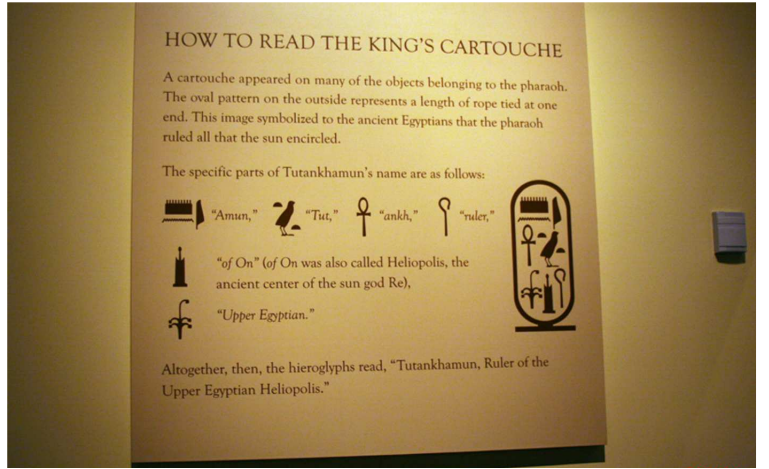 HOW TO READ THE KING'S CARTOUCHE
A cartouche appeared on many of the objects belonging to the pharaoh.
The oval pattern on the outside represents a length of rope tied at one
end. This image symbolized to the ancient Egyptians that the pharaoh
ruled all that the sun encircled.
The specific parts of Tutankhamun's name are as follows:
"Amun," "Tut," "ankh," "ruler,"
"of On" (of On was also called Heliopolis, the
ancient center of the sun god Re),
"Upper Egyptian."
Altogether, then, the hieroglyphs read, "Tutankhamun, Ruler of the
Upper Egyptian Heliopolis."